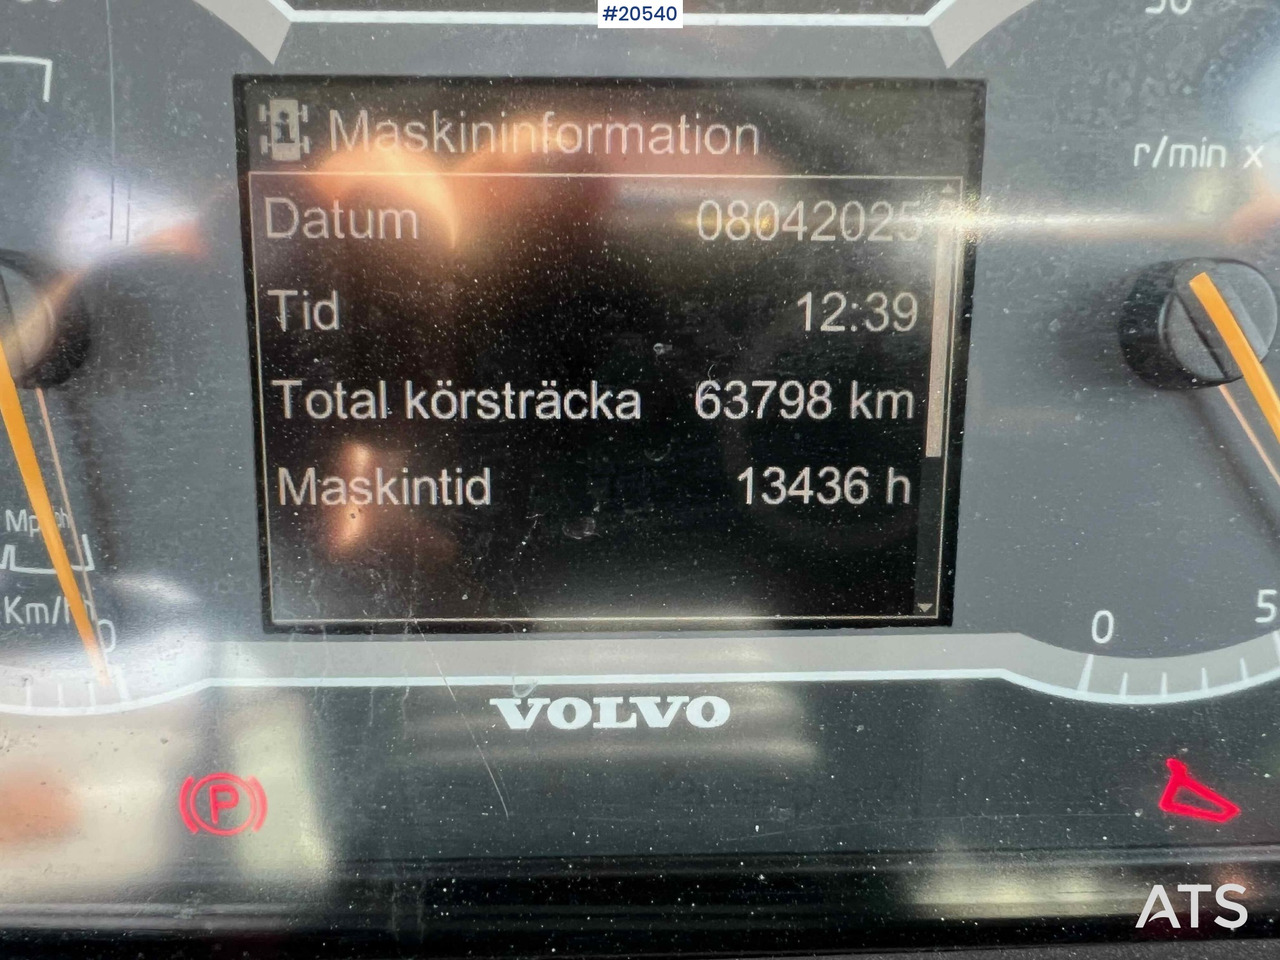 #20540
Maskininformation
Datum 08042025
Tid 12:39
Total körsträcka 63798 km
Maskintid 13436 h
r/min x
Km/h
0
0
5
VOLVO
P
ATS